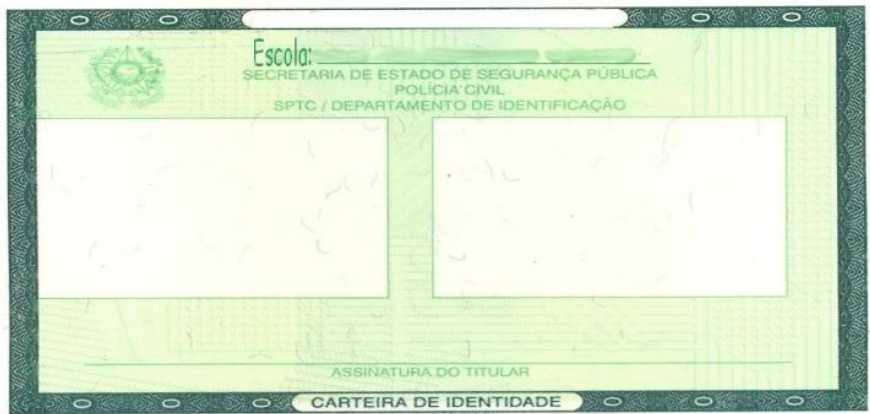 Escola:
SECRETARIA DE ESTADO DE SEGURANÇA PÚBLICA
POLÍCIA CIVIL
SPTC / DEPARTAMENTO DE IDENTIFICAÇÃO
ASSINATURA DO TITULAR
CARTEIRA DE IDENTIDADE